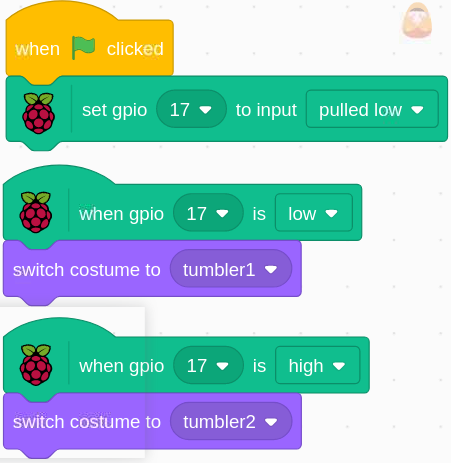 when clicked
set gpio 17 to input pulled low
when gpio 17 is low
switch costume to tumbler1
when gpio 17 is high
switch costume to tumbler2